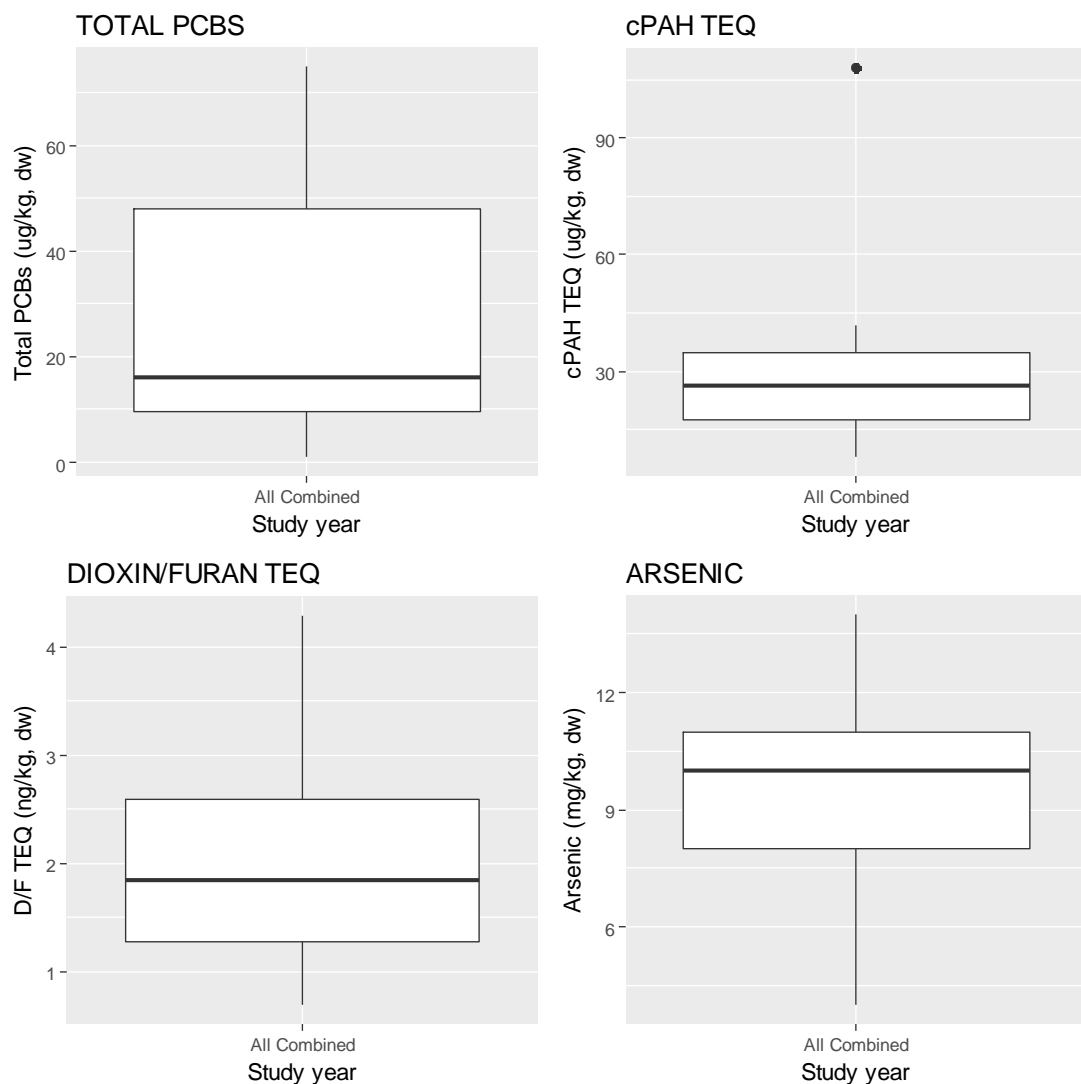 TOTAL PCBS
Total PCBs (ug/kg, dw)
60
40
20
0
All Combined
Study year
cPAH TEQ
cPAH TEQ (ug/kg, dw)
90
60
30
All Combined
Study year
DIOXIN/FURAN TEQ
D/F TEQ (ng/kg, dw)
4
3
2
1
All Combined
Study year
ARSENIC
Arsenic (mg/kg, dw)
12
9
6
All Combined
Study year